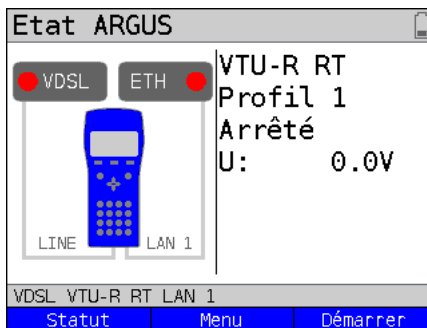 Etat ARGUS
VDSL ETH
VTU-R RT
Profil 1
Arrêté
U: 0.0V
LINE LAN 1
VDSL VTU-R RT LAN 1
Statut Menu Démarrer